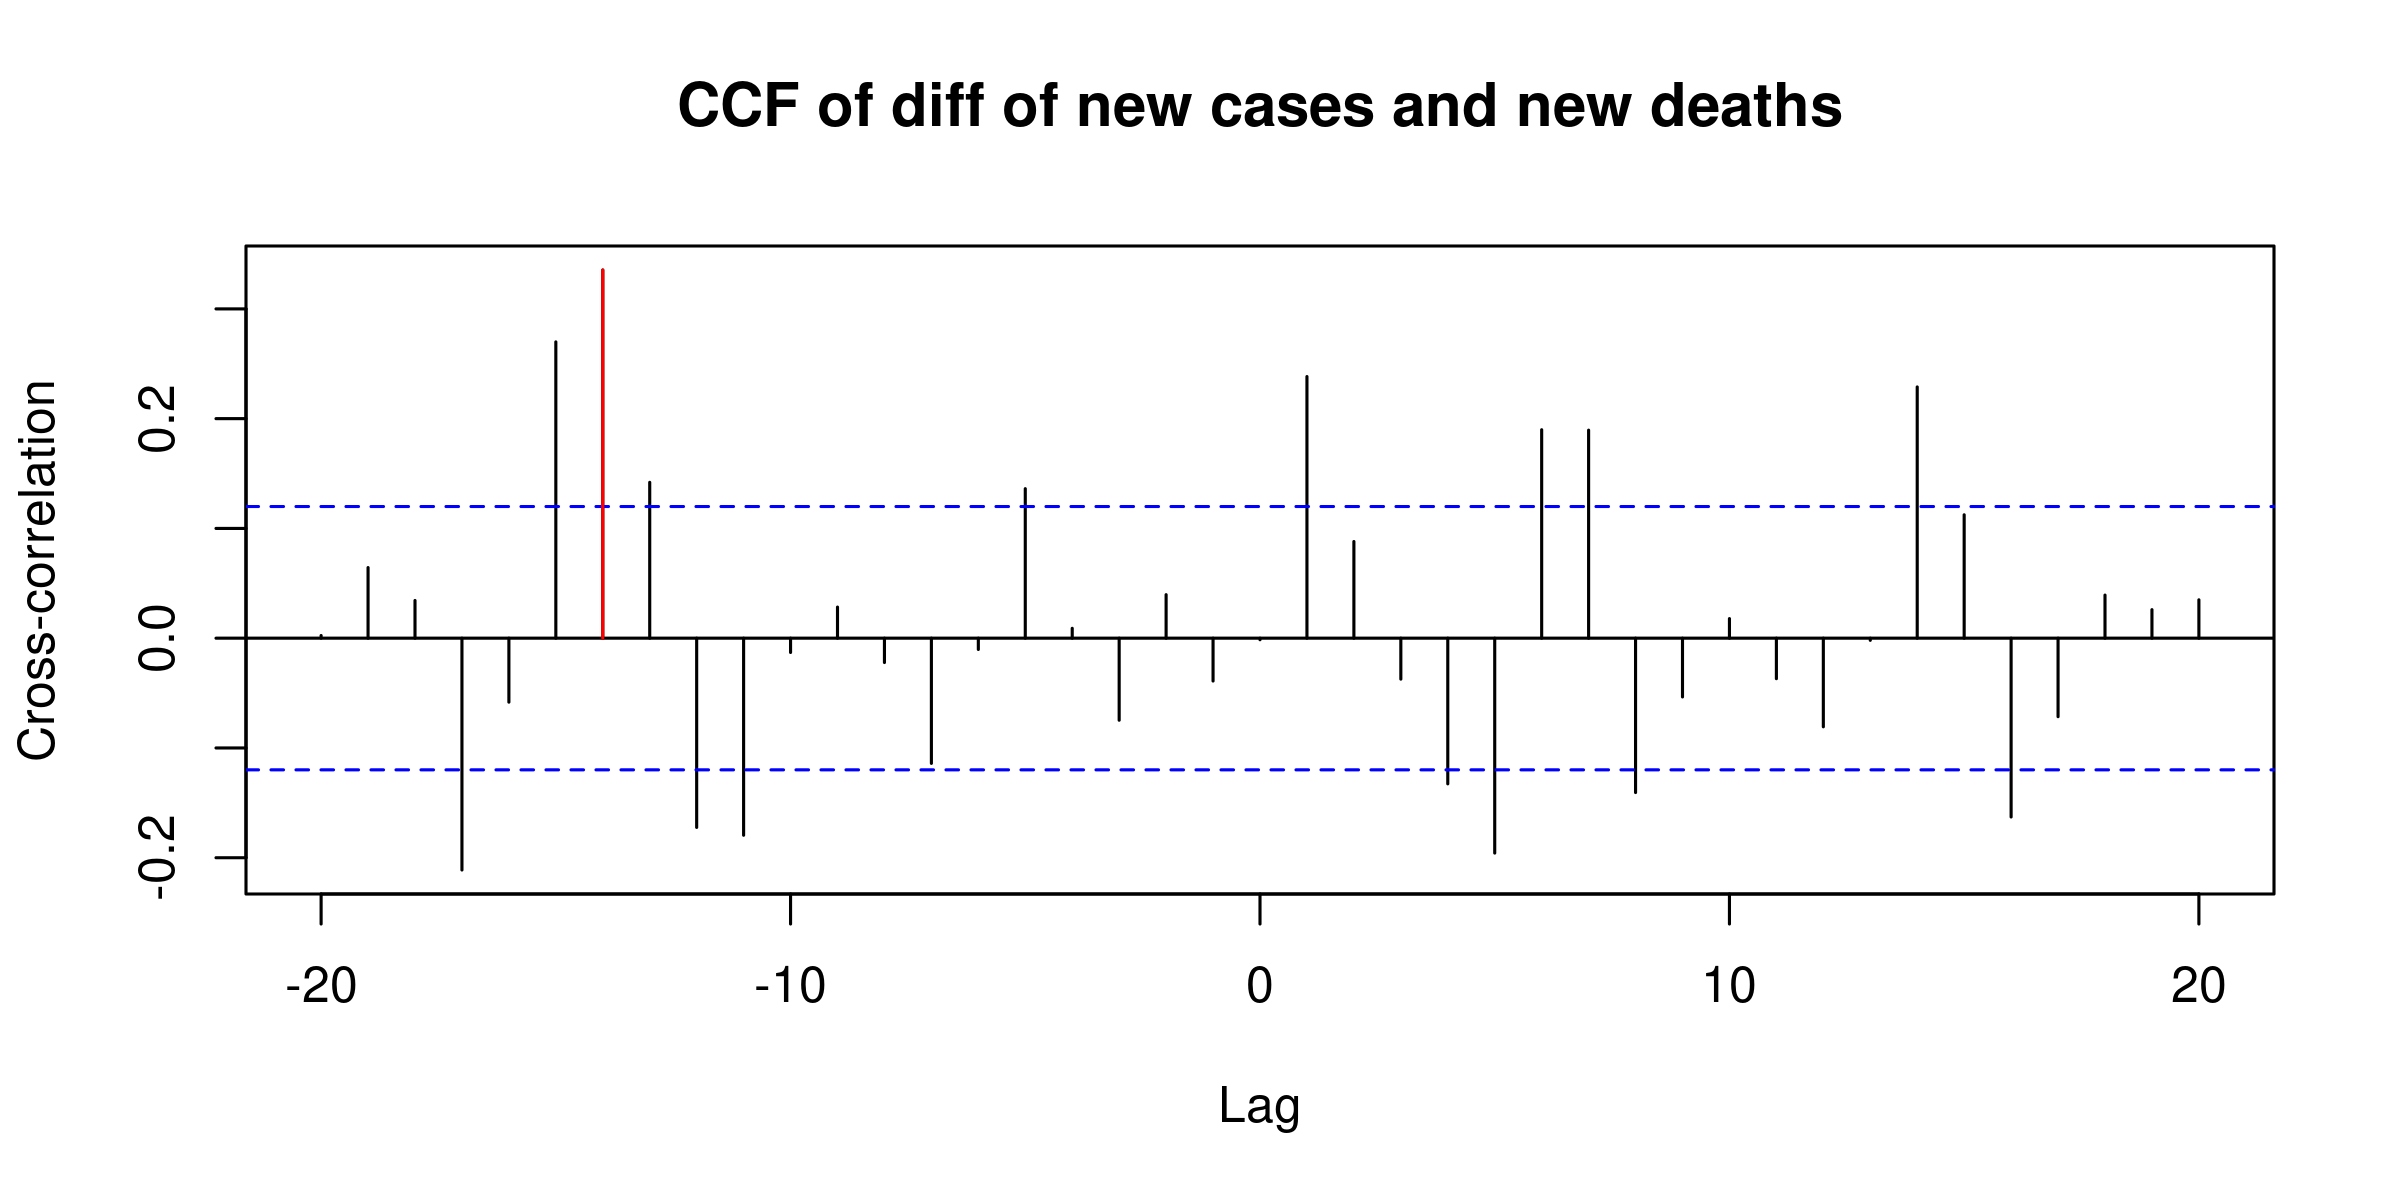 CCF of diff of new cases and new deaths
Cross-correlation
0.2
0.0
-0.2
-20 -10 0 10 20
Lag